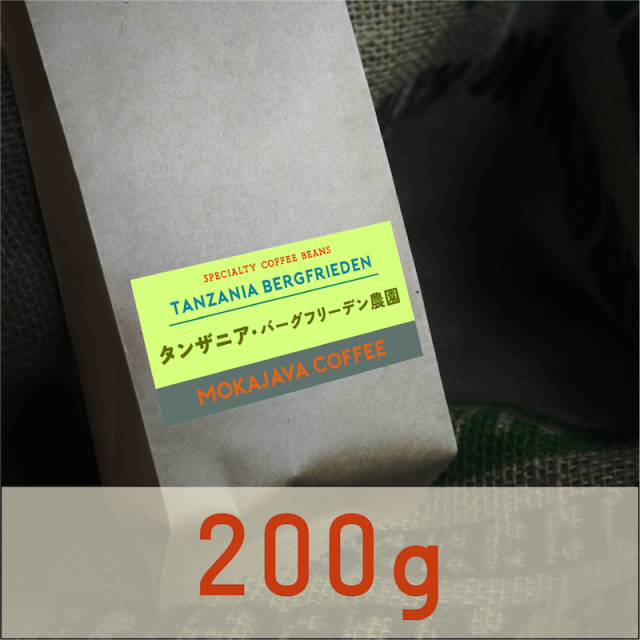 SPECIALTY COFFEE BEANS
TANZANIA BERGFRIEDEN
タンザニア・バーグフリーデン農園
MOKAJAVA COFFEE
200g